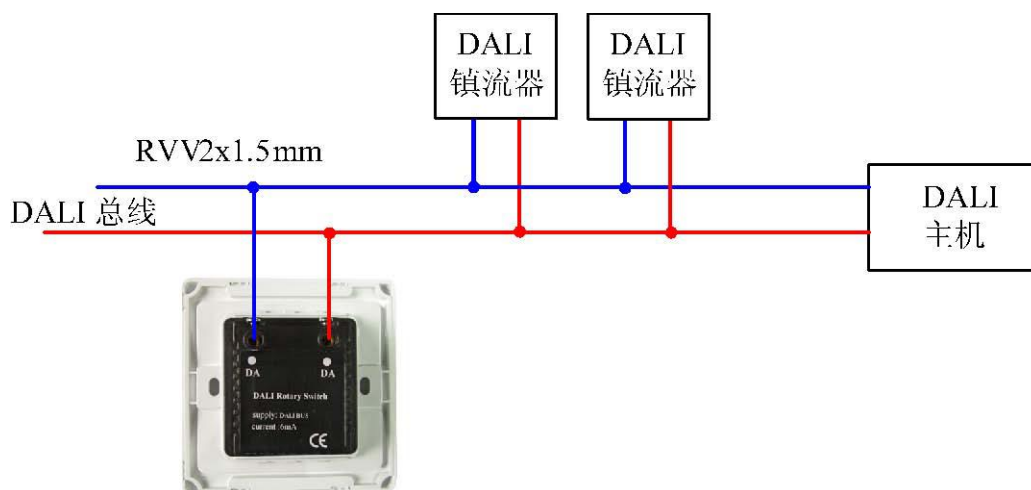 DALI
镇流器
DALI
镇流器
RVV2x1.5mm
DALI 总线
DALI
主机
DA DA
DALI Rotary Switch
supply: DALI BUS
current :6mA
CE